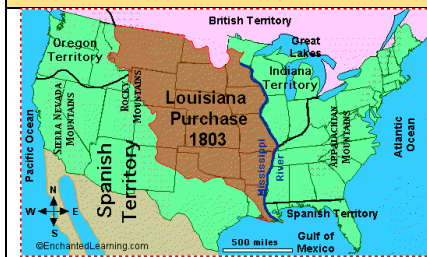 British Territory
Great
Lakes
Oregon
Territory
Indiana
Territory
ROCKY
MOUNTAINS
SIERRA NEVADA
MOUNTAINS
Louisiana
Purchase
1803
APPALACHIAN
MOUNTAINS
Pacific Ocean
Atlantic
Ocean
Spanish
Territory
Mississippi
River
N
W
E
S
Spanish Territory
Gulf of
Mexico
500 miles
©EnchantedLearning.com